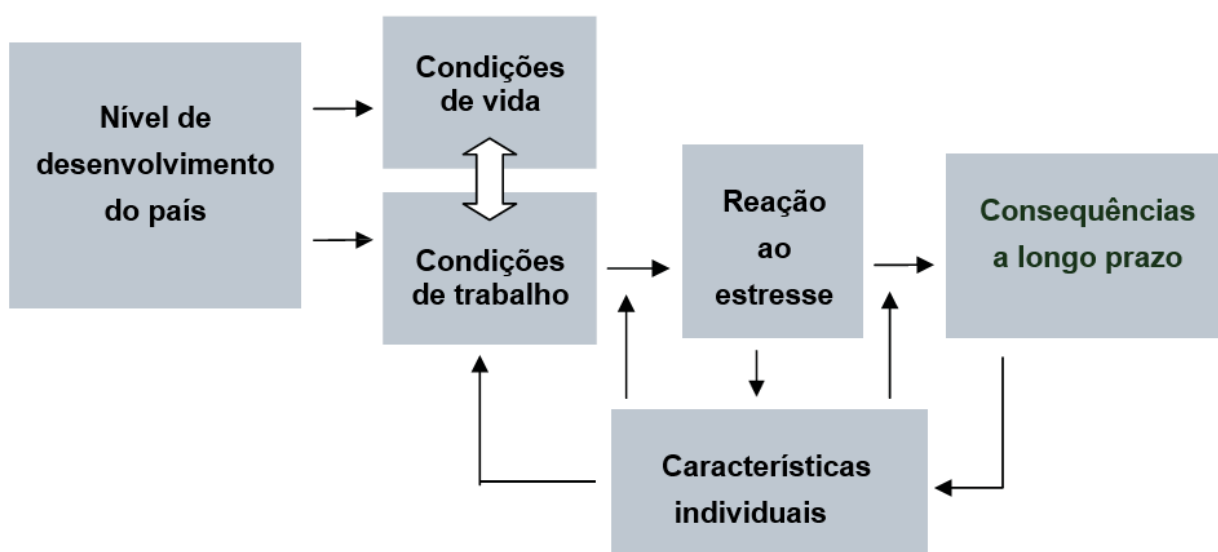 Nível de
desenvolvimento
do país
Condições
de vida
Condições
de trabalho
Reação
ao
estresse
Consequências
a longo prazo
Características
individuais